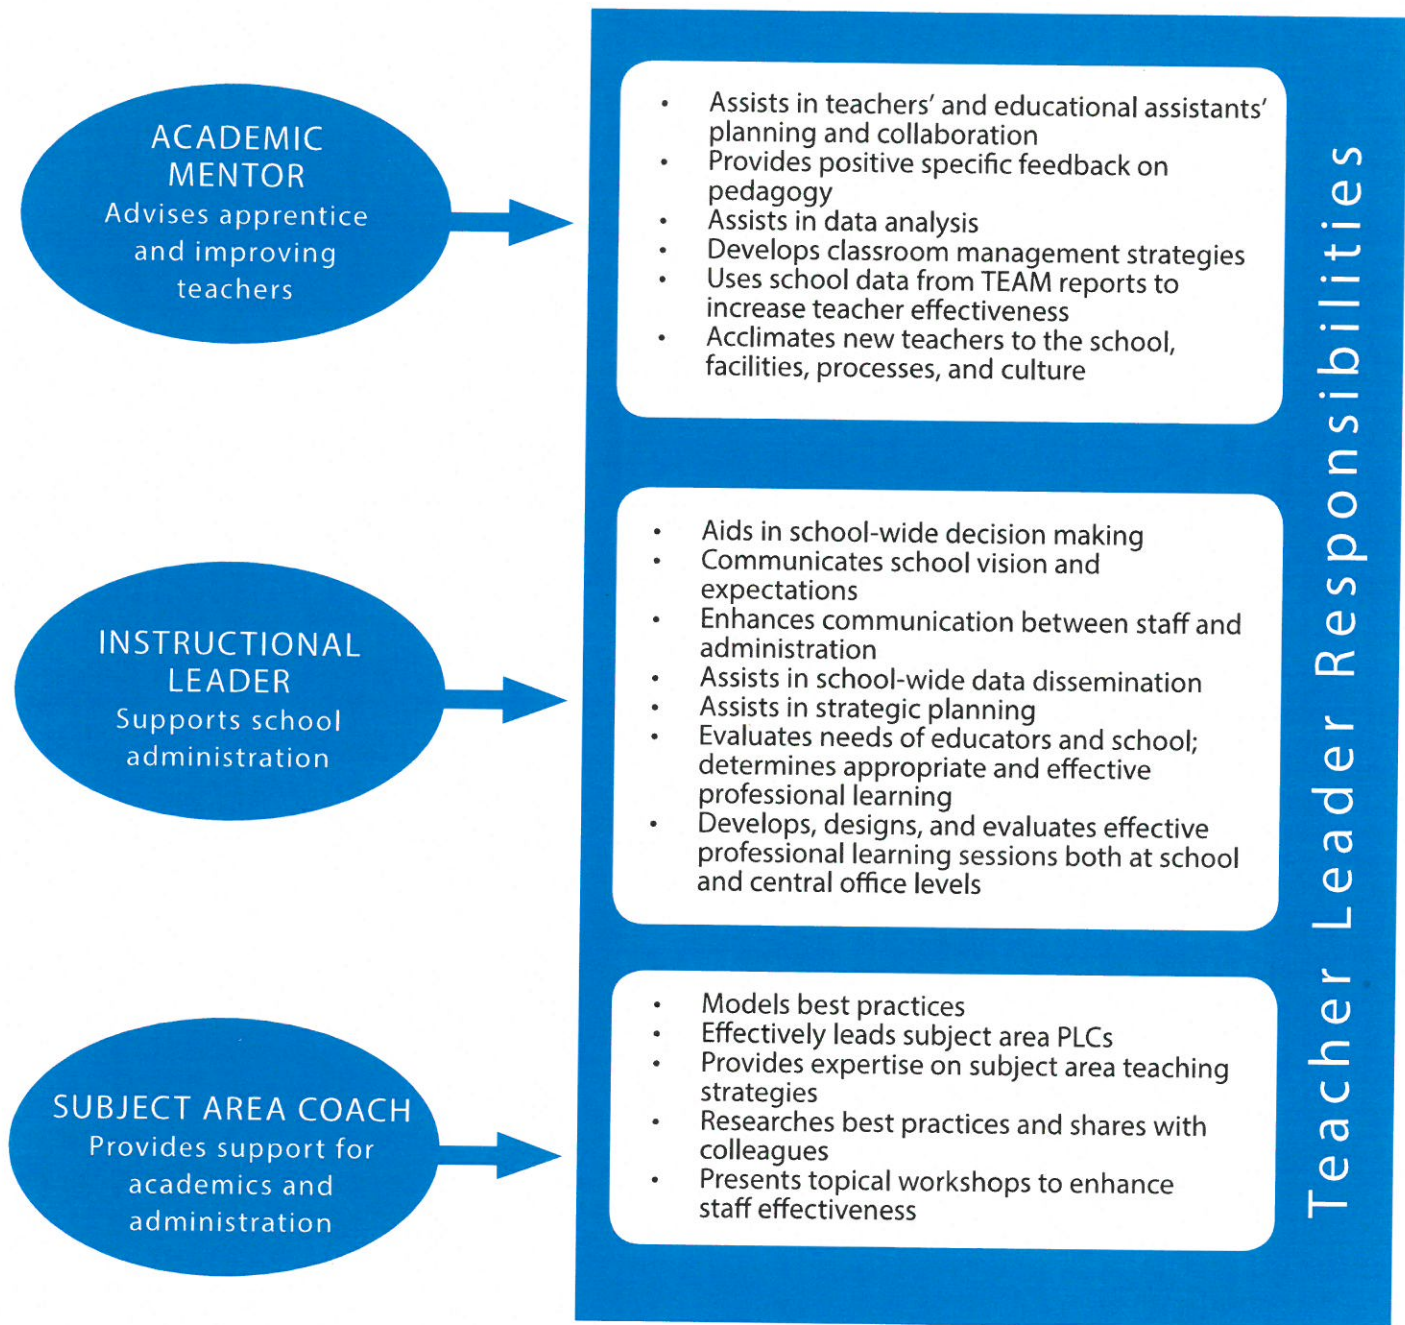 ACADEMIC
MENTOR
Advises apprentice
and improving
teachers
• Assists in teachers’ and educational assistants’
planning and collaboration
• Provides positive specific feedback on
pedagogy
• Assists in data analysis
• Develops classroom management strategies
• Uses school data from TEAM reports to
increase teacher effectiveness
• Acclimates new teachers to the school,
facilities, processes, and culture
INSTRUCTIONAL
LEADER
Supports school
administration
• Aids in school-wide decision making
• Communicates school vision and
expectations
• Enhances communication between staff and
administration
• Assists in school-wide data dissemination
• Assists in strategic planning
• Evaluates needs of educators and school;
determines appropriate and effective
professional learning
• Develops, designs, and evaluates effective
professional learning sessions both at school
and central office levels
SUBJECT AREA COACH
Provides support for
academics and
administration
• Models best practices
• Effectively leads subject area PLCs
• Provides expertise on subject area teaching
strategies
• Researches best practices and shares with
colleagues
• Presents topical workshops to enhance
staff effectiveness
Teacher Leader Responsibilities